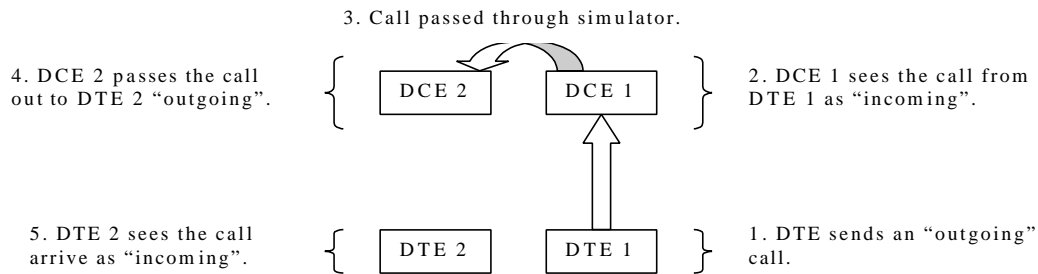 3. Call passed through simulator.
4. DCE 2 passes the call
out to DTE 2 “outgoing”.
DCE 2
DCE 1
2. DCE 1 sees the call from
DTE 1 as “incoming”.
5. DTE 2 sees the call
arrive as “incoming”.
DTE 2
DTE 1
1. DTE sends an “outgoing”
call.